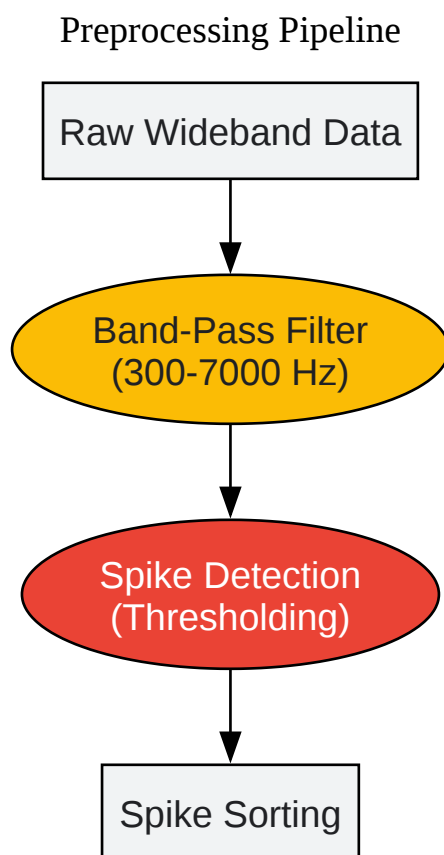 Preprocessing Pipeline
Raw Wideband Data
Band-Pass Filter
(300-7000 Hz)
Spike Detection
(Thresholding)
Spike Sorting